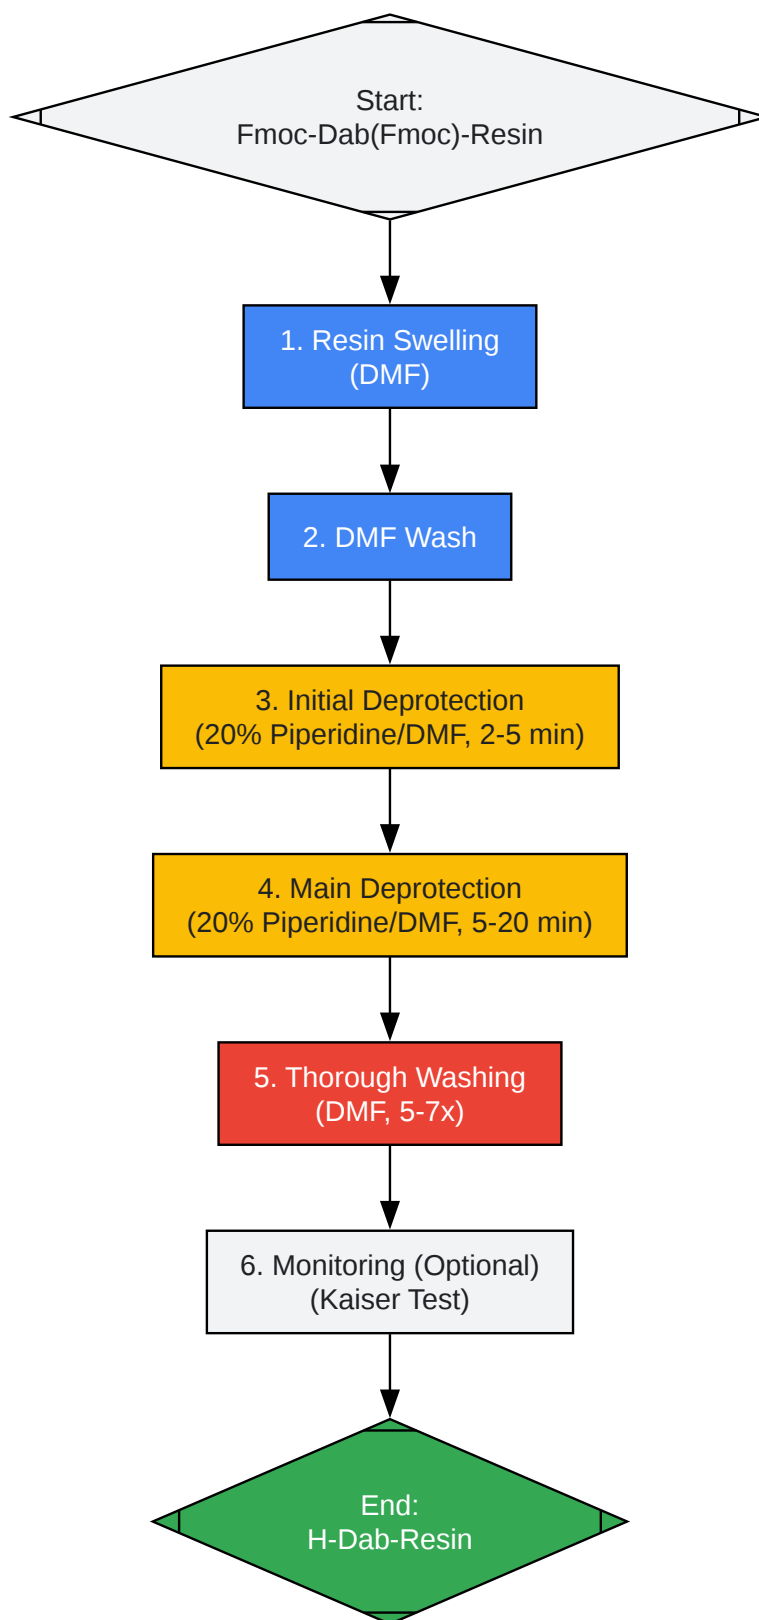 Start:
Fmoc-Dab(Fmoc)-Resin
1. Resin Swelling
(DMF)
2. DMF Wash
3. Initial Deprotection
(20% Piperidine/DMF, 2-5 min)
4. Main Deprotection
(20% Piperidine/DMF, 5-20 min)
5. Thorough Washing
(DMF, 5-7x)
6. Monitoring (Optional)
(Kaiser Test)
End:
H-Dab-Resin